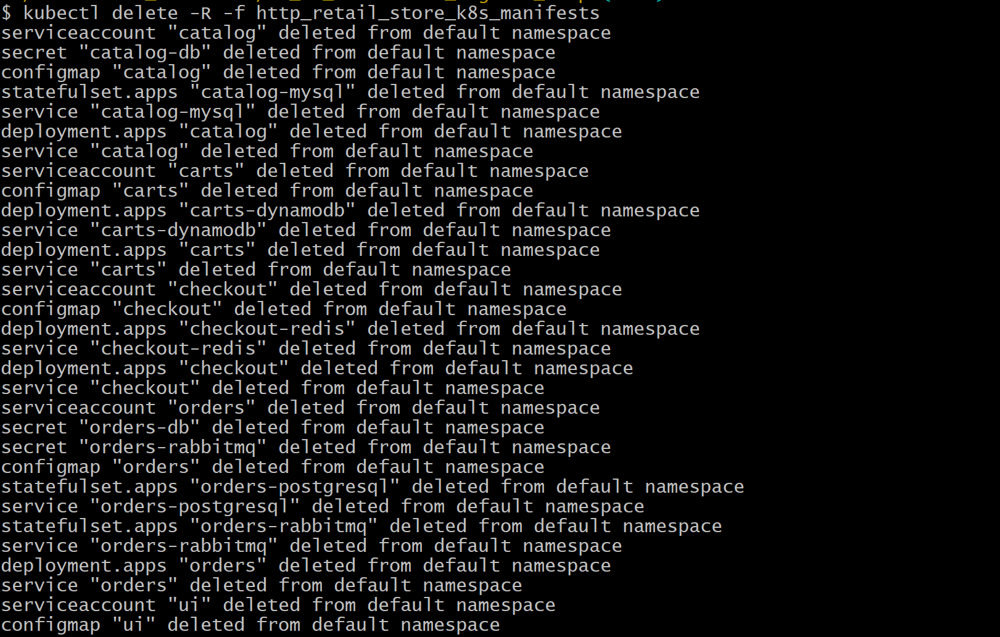 $ kubectl delete -R -f http_retail_store_k8s_manifests
serviceaccount "catalog" deleted from default namespace
secret "catalog-db" deleted from default namespace
configmap "catalog" deleted from default namespace
statefulset.apps "catalog-mysql" deleted from default namespace
service "catalog-mysql" deleted from default namespace
deployment.apps "catalog" deleted from default namespace
service "catalog" deleted from default namespace
serviceaccount "carts" deleted from default namespace
configmap "carts" deleted from default namespace
deployment.apps "carts-dynamodb" deleted from default namespace
service "carts-dynamodb" deleted from default namespace
deployment.apps "carts" deleted from default namespace
service "carts" deleted from default namespace
serviceaccount "checkout" deleted from default namespace
configmap "checkout" deleted from default namespace
deployment.apps "checkout-redis" deleted from default namespace
service "checkout-redis" deleted from default namespace
deployment.apps "checkout" deleted from default namespace
service "checkout" deleted from default namespace
serviceaccount "orders" deleted from default namespace
secret "orders-db" deleted from default namespace
secret "orders-rabbitmq" deleted from default namespace
configmap "orders" deleted from default namespace
statefulset.apps "orders-postgresql" deleted from default namespace
service "orders-postgresql" deleted from default namespace
statefulset.apps "orders-rabbitmq" deleted from default namespace
service "orders-rabbitmq" deleted from default namespace
deployment.apps "orders" deleted from default namespace
service "orders" deleted from default namespace
serviceaccount "ui" deleted from default namespace
configmap "ui" deleted from default namespace